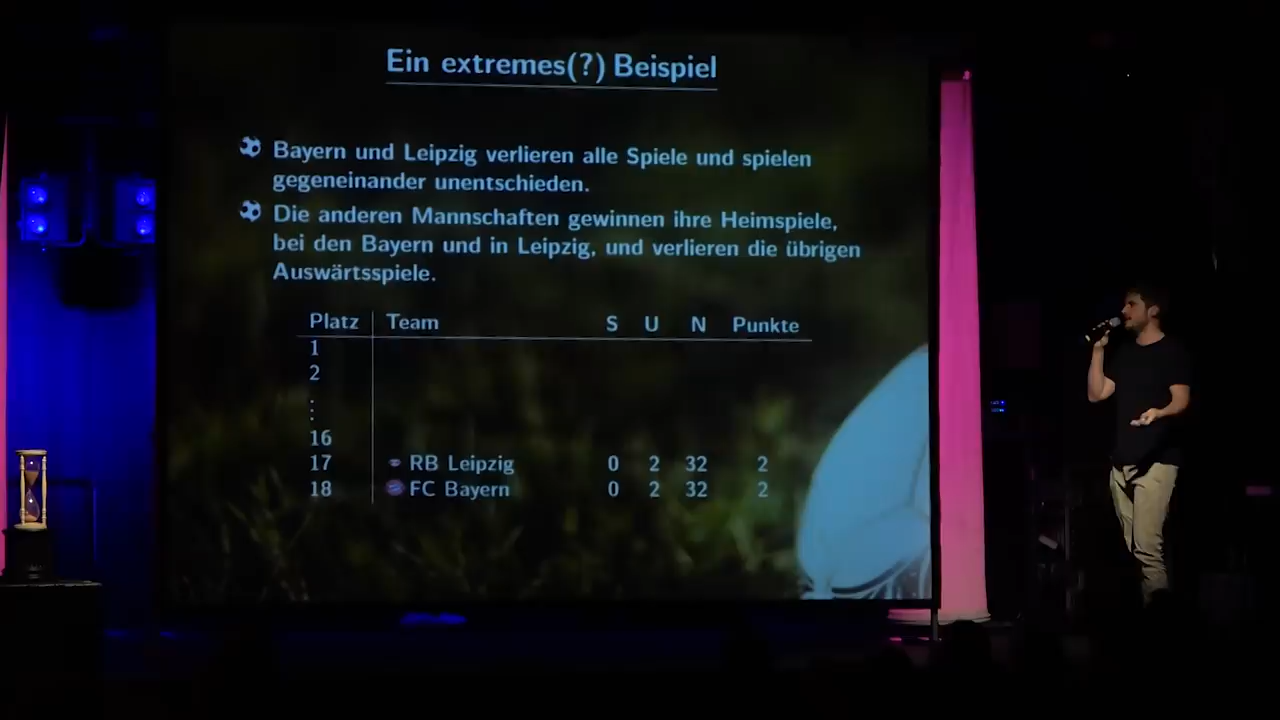 Ein extremes(?) Beispiel
Bayern und Leipzig verlieren alle Spiele und spielen
gegeneinander unentschieden.
Die anderen Mannschaften gewinnen ihre Heimspiele,
bei den Bayern und in Leipzig, und verlieren die übrigen
Auswärtsspiele.
Platz Team S U N Punkte
1
2
⋮
16
17 RB Leipzig 0 2 32 2
18 FC Bayern 0 2 32 2